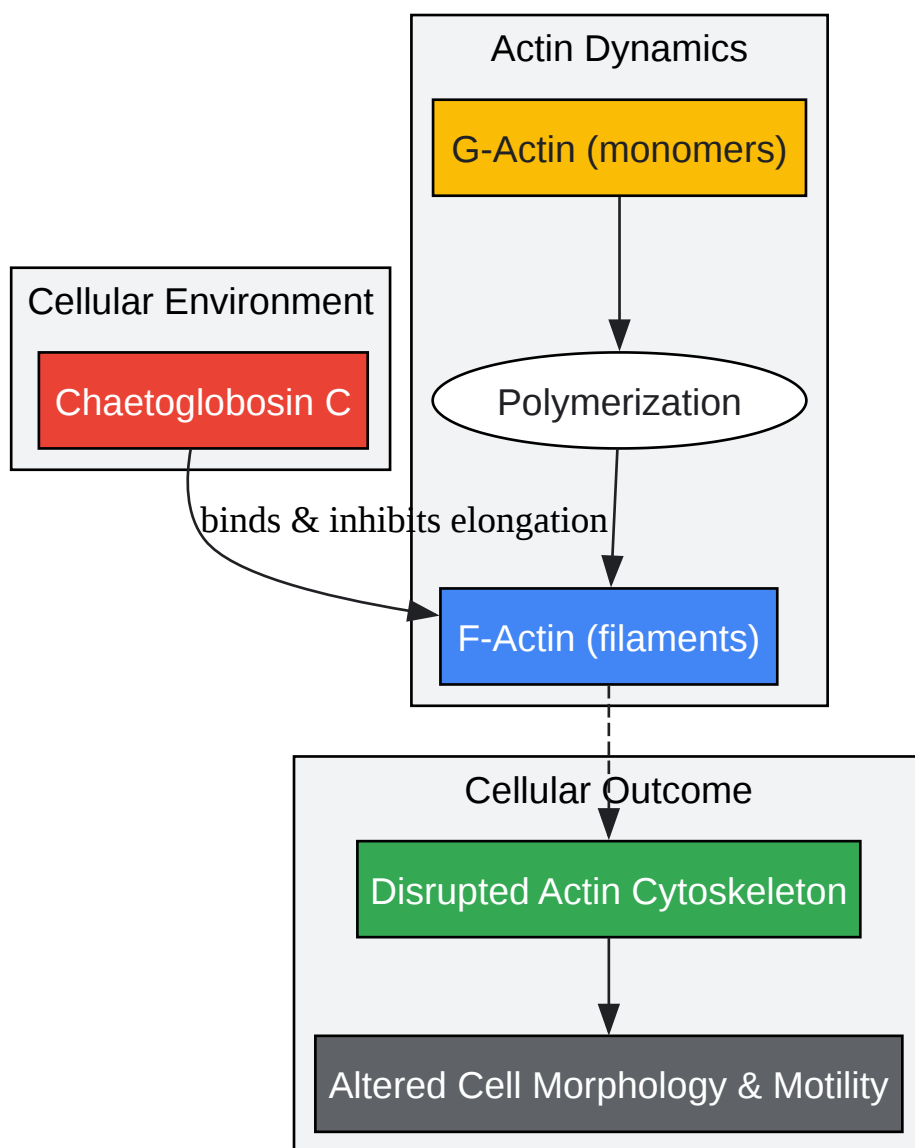 Actin Dynamics
G-Actin (monomers)
Cellular Environment
Chaetoglobosin C
Polymerization
binds & inhibits elongation
F-Actin (filaments)
Cellular Outcome
Disrupted Actin Cytoskeleton
Altered Cell Morphology & Motility